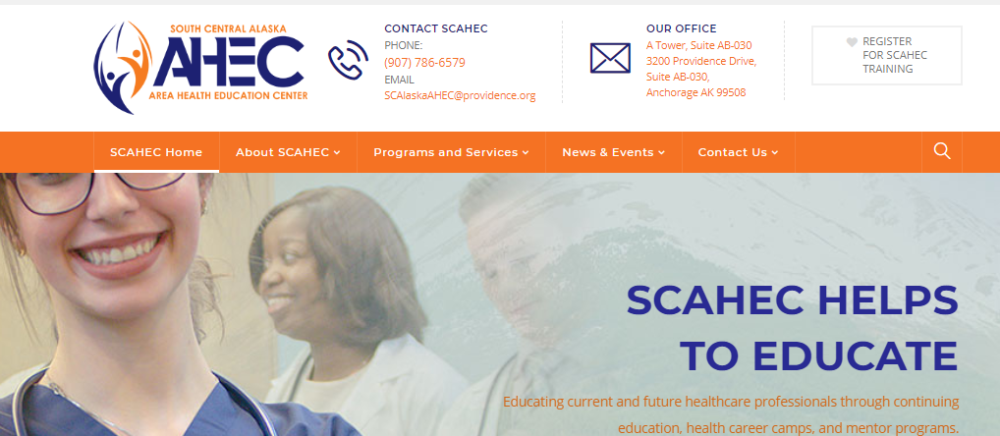 SOUTH CENTRAL ALASKA
AHEC
AREA HEALTH EDUCATION CENTER
CONTACT SCAHEC
PHONE:
(907) 786-6579
EMAIL
SCAlaskaAHEC@providence.org
OUR OFFICE
A Tower, Suite AB-030
3200 Providence Drive,
Suite AB-030,
Anchorage AK 99508
REGISTER
FOR SCAHEC
TRAINING
SCAHEC Home
About SCAHEC
Programs and Services
News & Events
Contact Us
SCAHEC HELPS
TO EDUCATE
Educating current and future healthcare professionals through continuing
education, health career camps, and mentor programs.